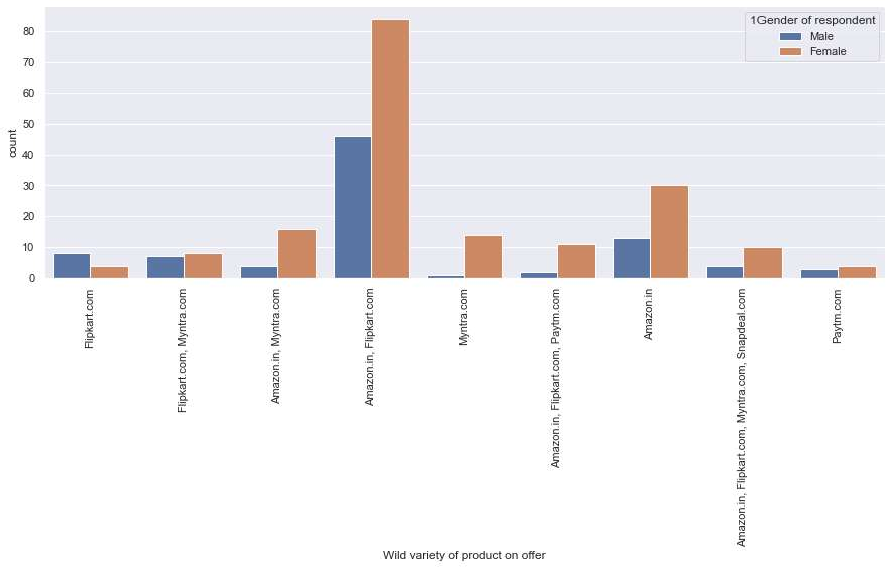 1Gender of respondent
Male
Female
count
80
70
60
50
40
30
20
10
0
Flipkart.com
Flipkart.com, Myntra.com
Amazon.in, Myntra.com
Amazon.in, Flipkart.com
Myntra.com
Amazon.in, Flipkart.com, Paytm.com
Amazon.in
Amazon.in, Flipkart.com, Myntra.com, Snapdeal.com
Paytm.com
Wild variety of product on offer